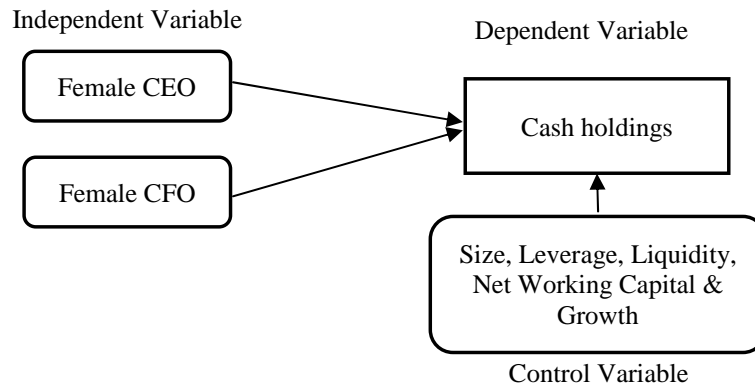 Independent Variable
Dependent Variable
Female CEO
Cash holdings
Female CFO
Size, Leverage, Liquidity,
Net Working Capital &
Growth
Control Variable